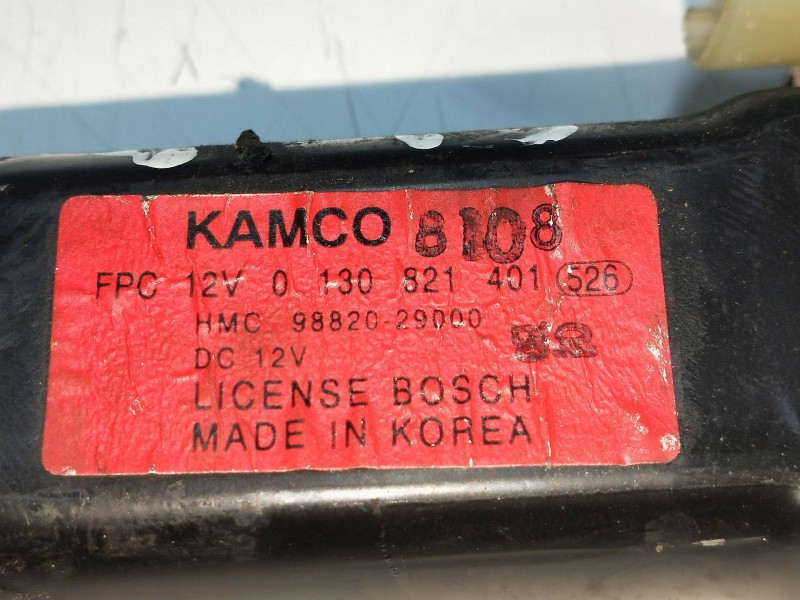 KAMCO 8108
FPC 12V 0 130 821 401 526
HMC 98820-29000
DC 12V
LICENSE BOSCH
MADE IN KOREA